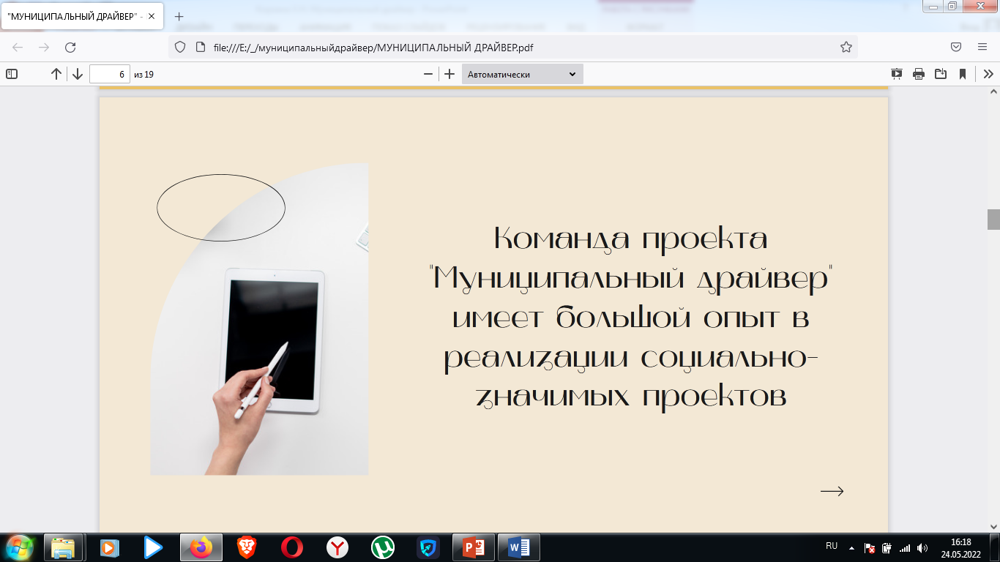 "МУНИЦИПАЛЬНЫЙ ДРАЙВЕР" -
file:///E:/_/муниципальныйдрайвер/МУНИЦИПАЛЬНЫЙ ДРАЙВЕР.pdf
6 из 19
Автоматически
Команда проекта
"Муниципальный драйвер"
имеет большой опыт в
реализации социально-
значимых проектов
RU
16:18
24.05.2022